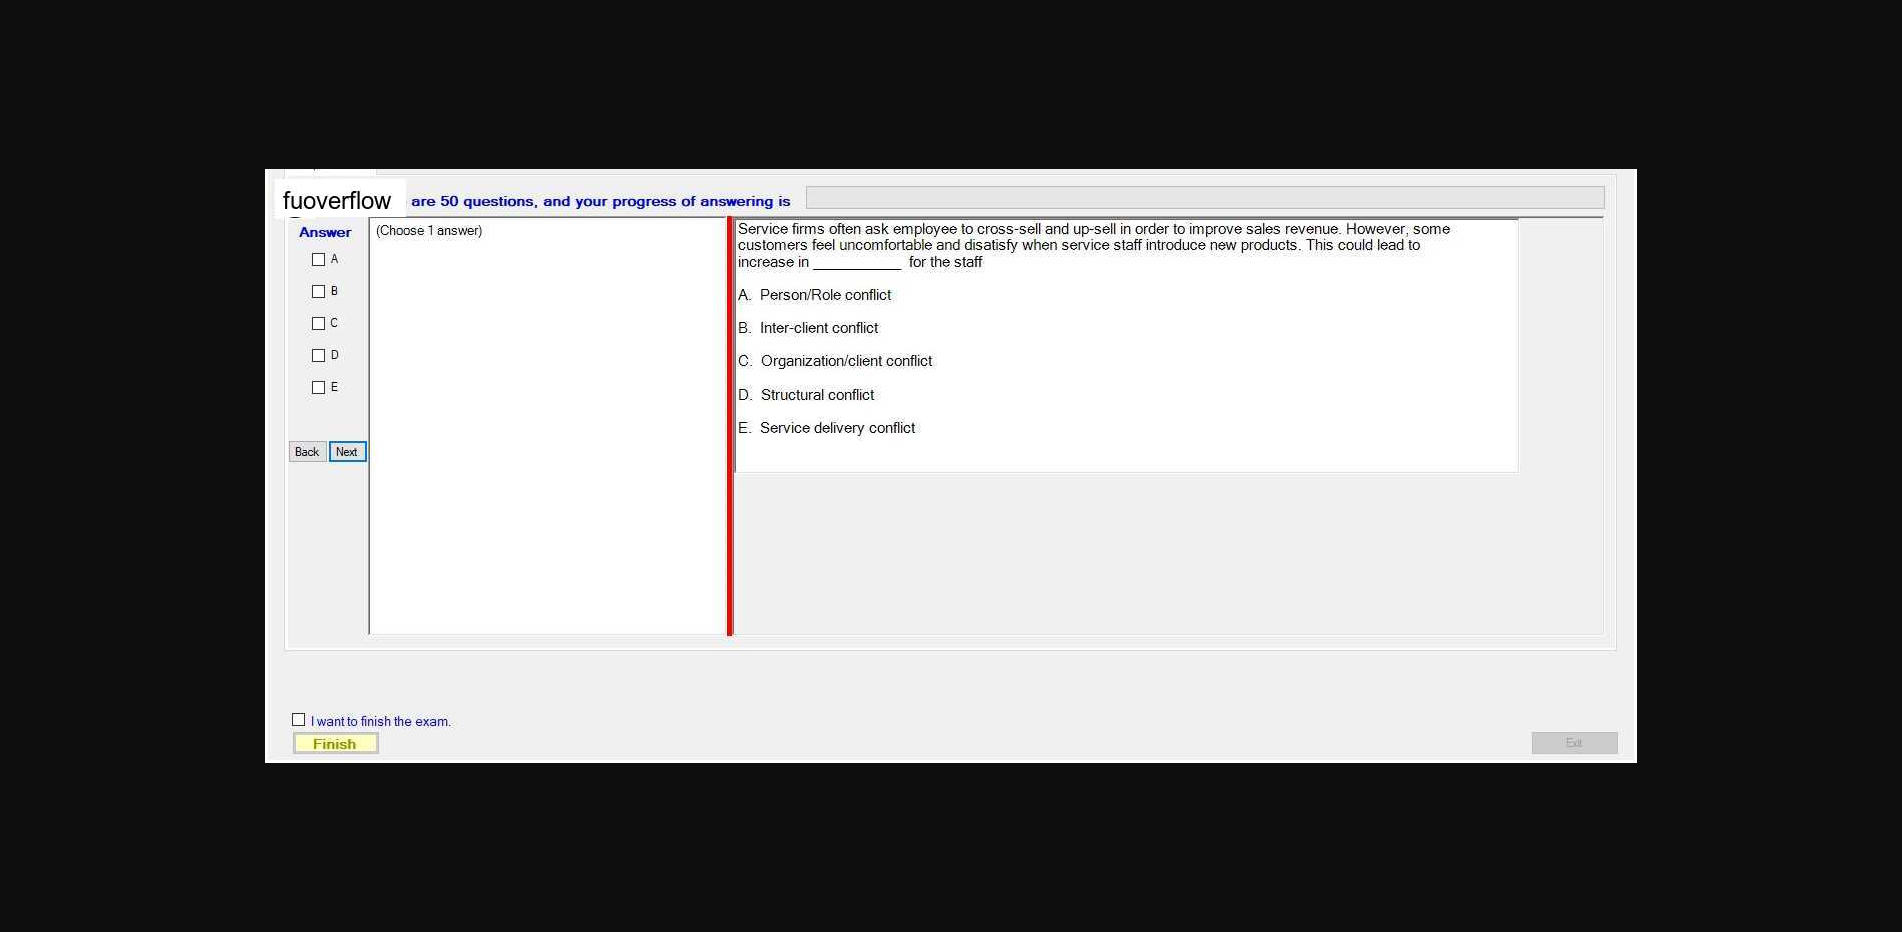 fuoverflow are 50 questions, and your progress of answering is
Answer
A
B
C
D
E
Back Next
(Choose 1 answer)
Service firms often ask employee to cross-sell and up-sell in order to improve sales revenue. However, some
customers feel uncomfortable and disatisfy when service staff introduce new products. This could lead to
increase in ___________ for the staff
A. Person/Role conflict
B. Inter-client conflict
C. Organization/client conflict
D. Structural conflict
E. Service delivery conflict
I want to finish the exam.
Finish
Exit